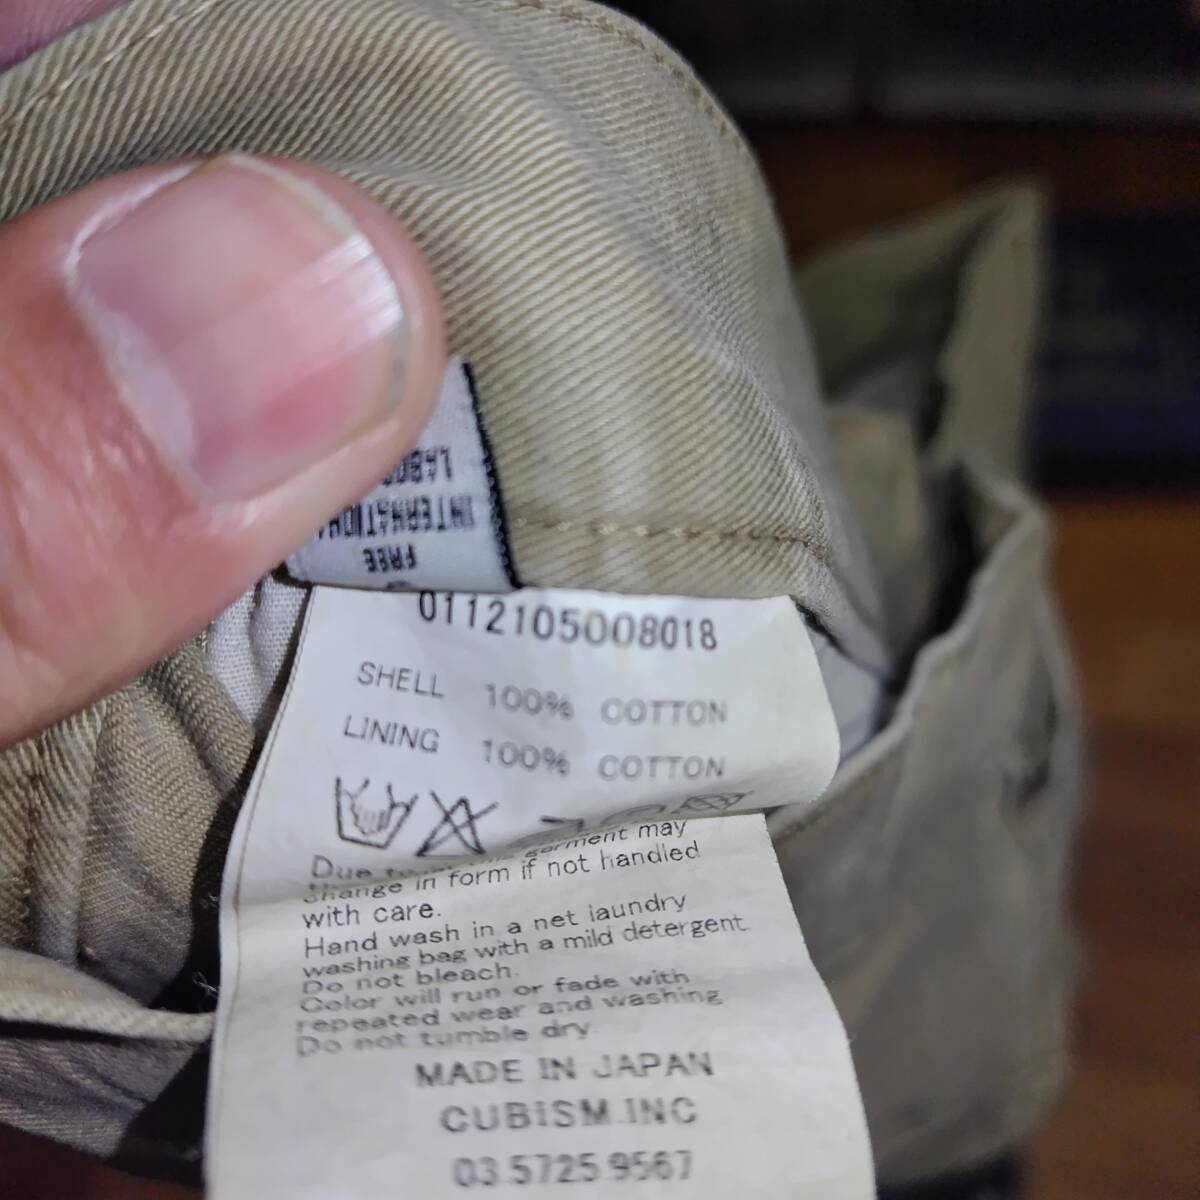 FREE
INTERNATIONAL
LABO
0112105008018
SHELL 100% COTTON
LINING 100% COTTON
Due garment may
change in form if not handled
with care.
Hand wash in a net laundry
washing bag with a mild detergent
Do not bleach.
Color will run or fade with
repeated wear and washing
Do not tumble dry
MADE IN JAPAN
CUBiSM.INC
03 5725 9567